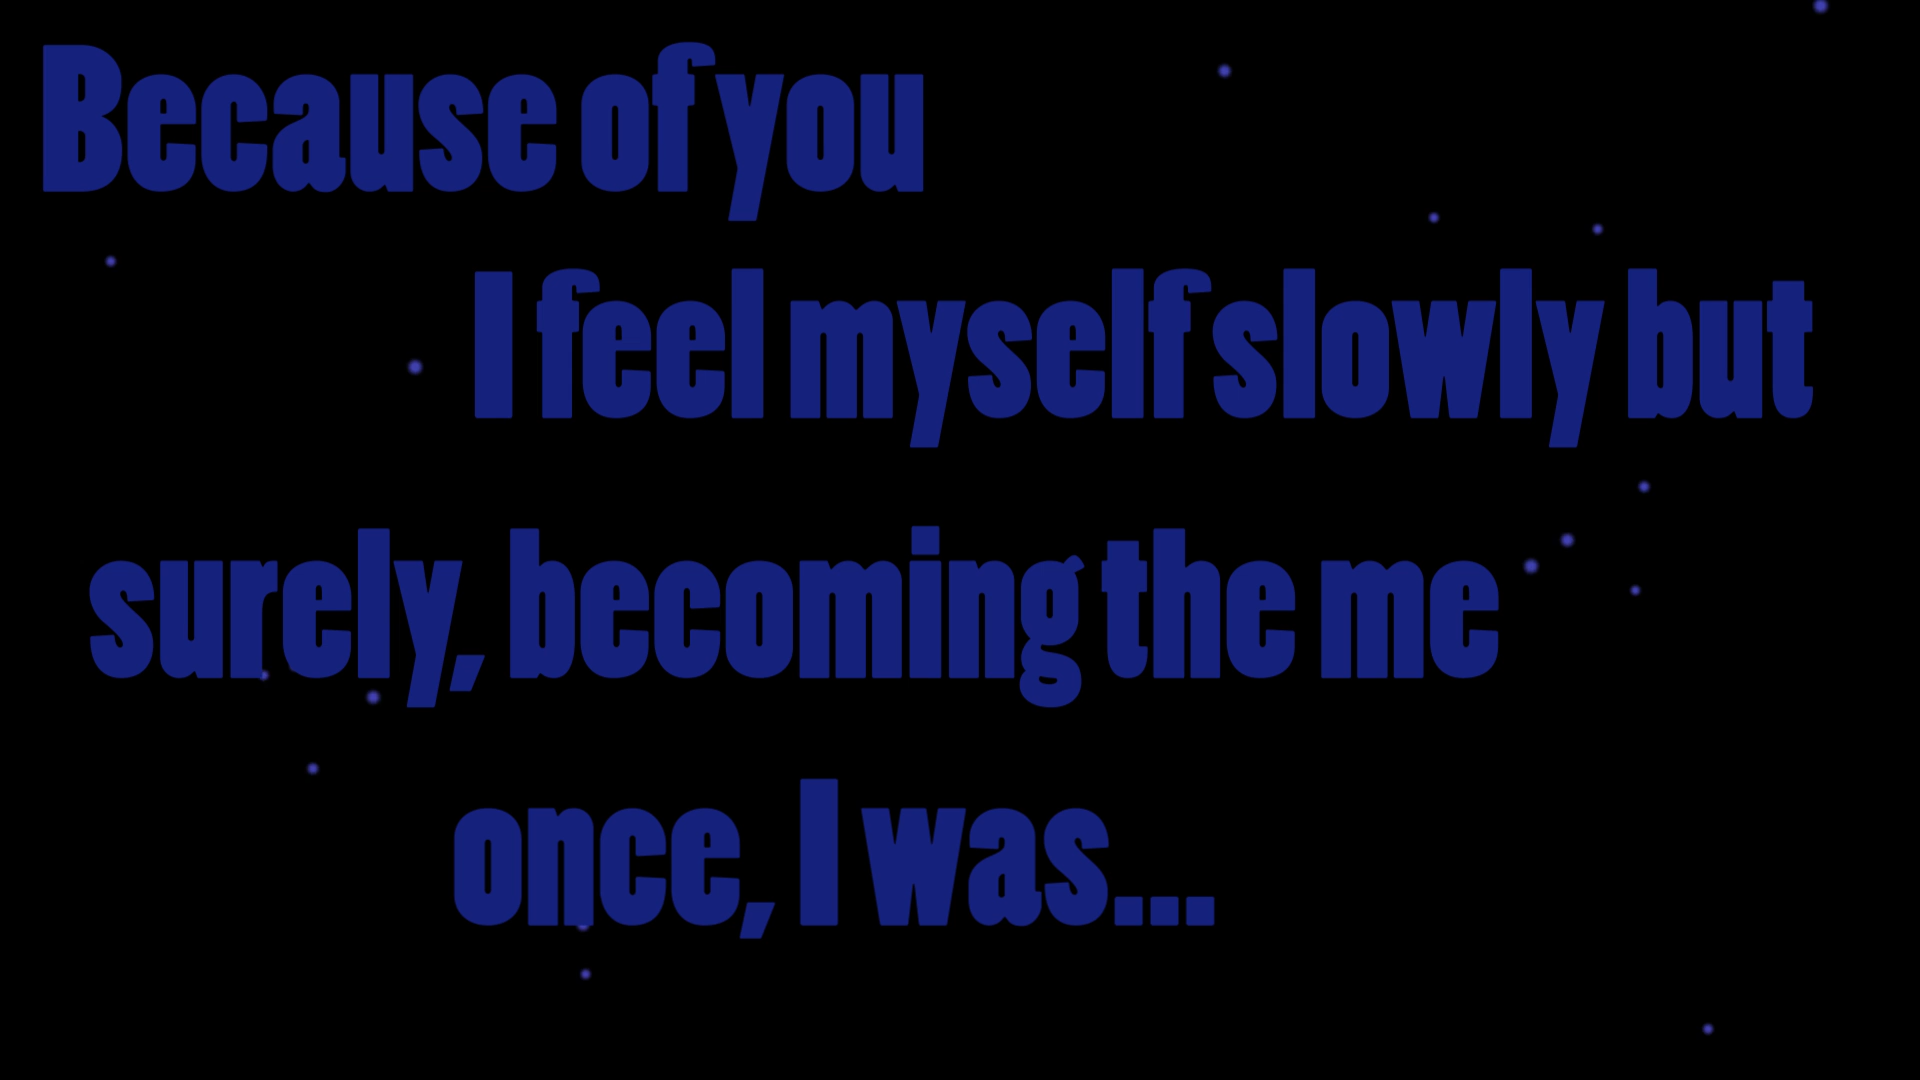 Because of you
I feel myself slowly but
surely, becoming the me
once, I was...